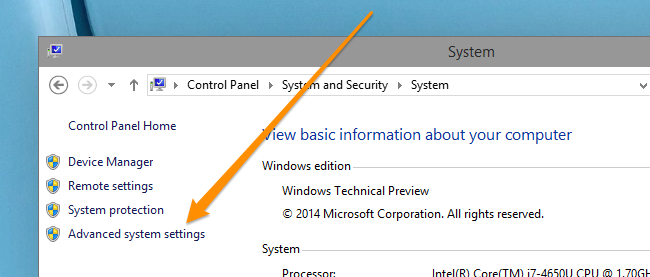 System
Control Panel System and Security System
Control Panel Home
View basic information about your computer
Device Manager
Windows edition
Remote settings
Windows Technical Preview
System protection
© 2014 Microsoft Corporation. All rights reserved.
Advanced system settings
System
Processor: Intel(R) Core(TM) i7-4650U CPU @ 1.70GH